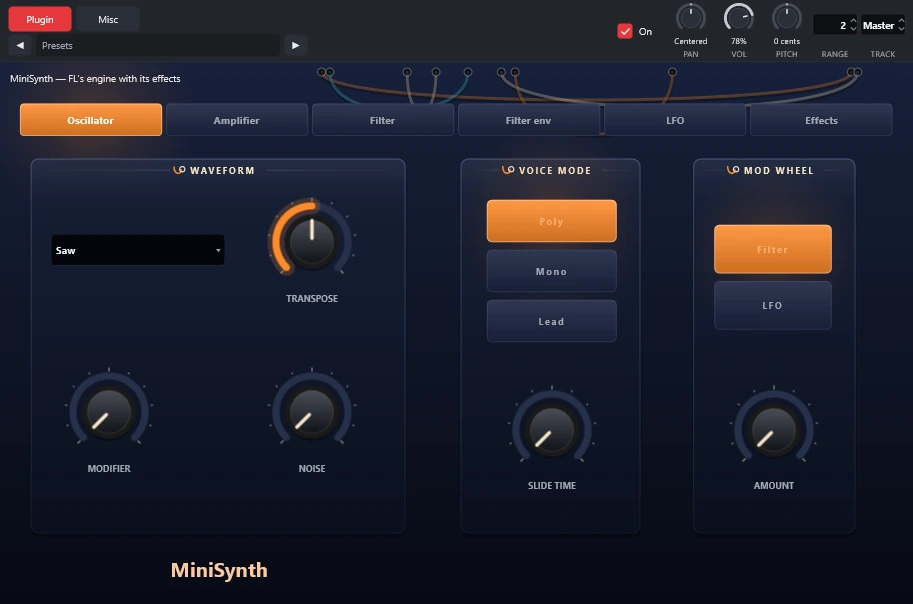 Plugin
Misc
Presets
On
Centered
PAN
78%
VOL
0 cents
PITCH
2
RANGE
Master
TRACK
MiniSynth — FL's engine with its effects
Oscillator
Amplifier
Filter
Filter env
LFO
Effects
WAVEFORM
Saw
TRANSPOSE
MODIFIER
NOISE
VOICE MODE
Poly
Mono
Lead
SLIDE TIME
MOD WHEEL
Filter
LFO
AMOUNT
MiniSynth